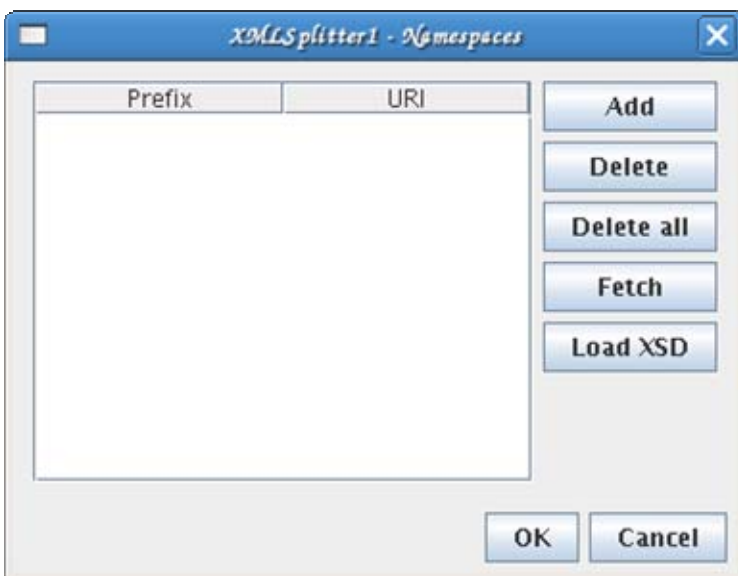 XMLSplitter1 - Namespaces
Prefix URI
Add
Delete
Delete all
Fetch
Load XSD
OK Cancel